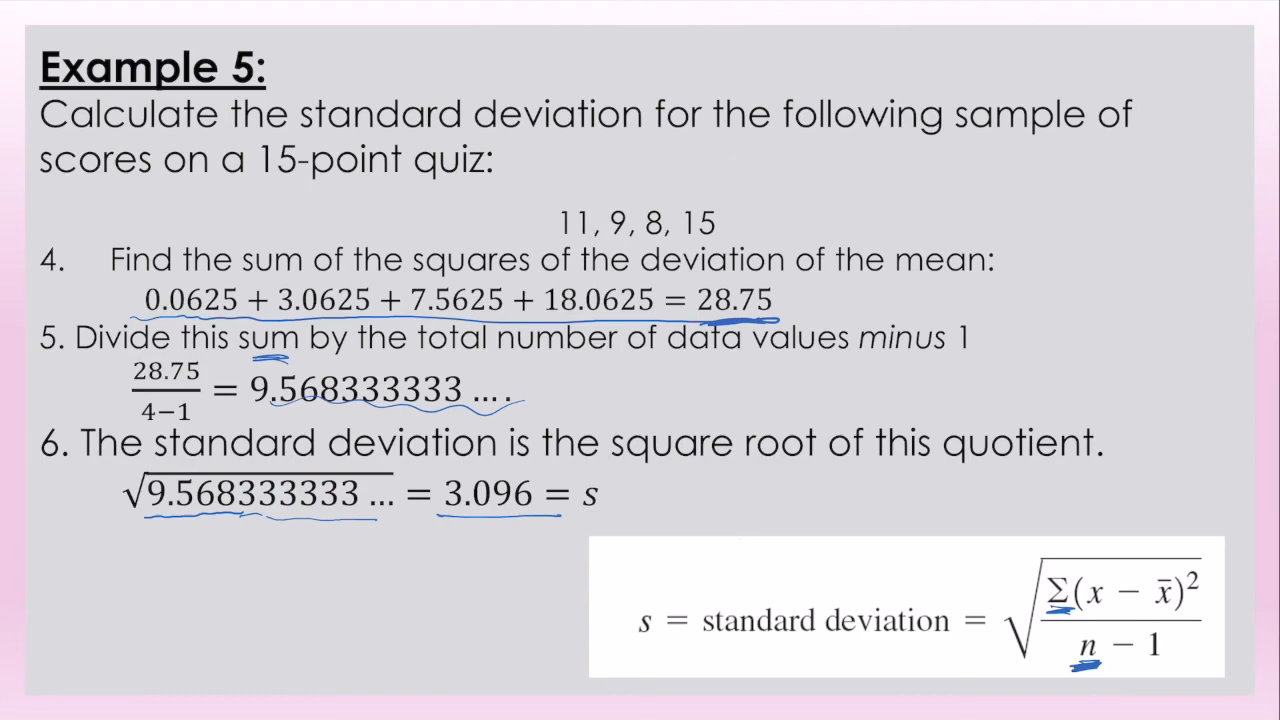 Example 5:
Calculate the standard deviation for the following sample of
scores on a 15-point quiz:
11, 9, 8, 15
4. Find the sum of the squares of the deviation of the mean:
0.0625 + 3.0625 + 7.5625 + 18.0625 = 28.75
5. Divide this sum by the total number of data values minus 1
28.75/4−1 = 9.568333333 ... .
6. The standard deviation is the square root of this quotient.
√9.568333333 ... = 3.096 = s
s = standard deviation = √Σ(x − x̄)²/n − 1